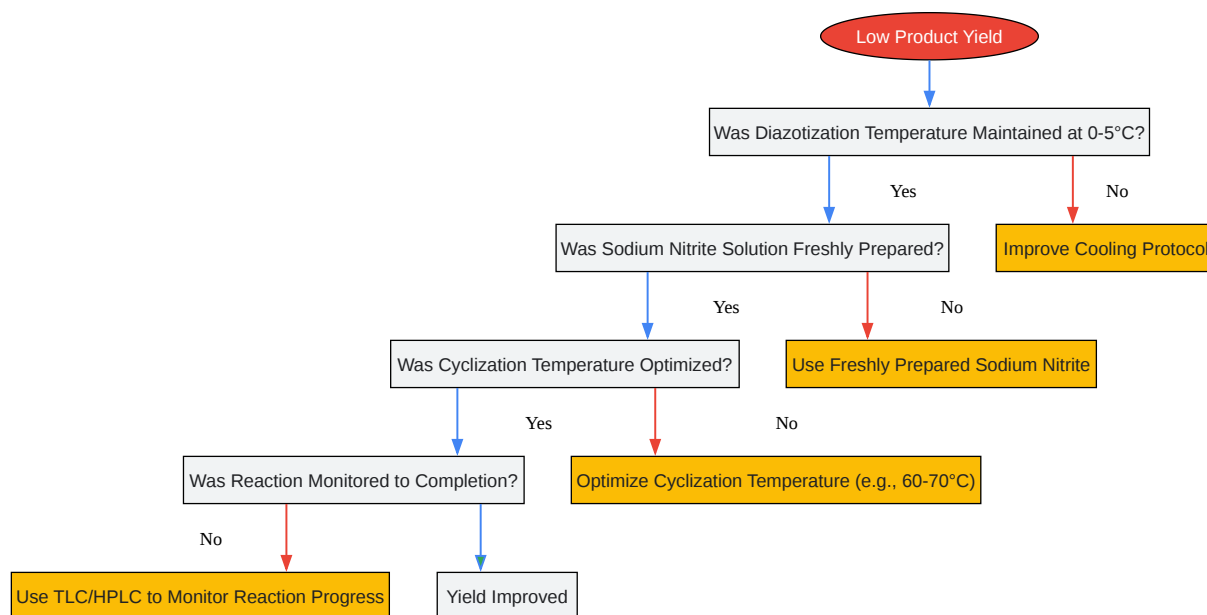 Low Product Yield
Was Diazotization Temperature Maintained at 0-5°C?
Yes
No
Was Sodium Nitrite Solution Freshly Prepared?
Improve Cooling Protocol
Yes
No
Was Cyclization Temperature Optimized?
Use Freshly Prepared Sodium Nitrite
Yes
No
Was Reaction Monitored to Completion?
Optimize Cyclization Temperature (e.g., 60-70°C)
No
Use TLC/HPLC to Monitor Reaction Progress
Yield Improved